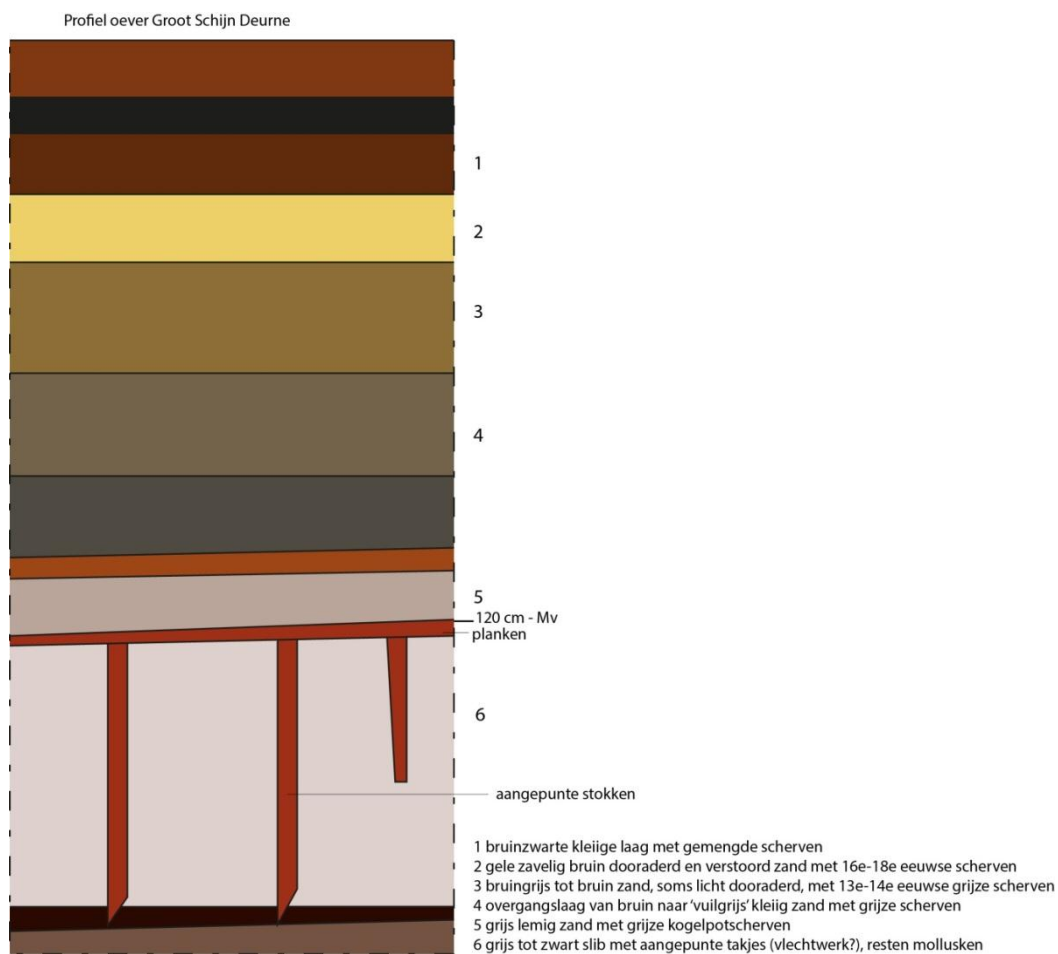 Profiel oever Groot Schijn Deurne
1
2
3
4
5
120 cm - Mv
planken
6
aangepunte stokken
1 bruinzwarte kleiige laag met gemengde scherven
2 gele zavelig bruin dooraderd en verstoord zand met 16e-18e eeuwse scherven
3 bruingrijs tot bruin zand, soms licht dooraderd, met 13e-14e eeuwse grijze scherven
4 overgangslaag van bruin naar ‘vuilgrijs’ kleiig zand met grijze scherven
5 grijs lemig zand met grijze kogelpotscherven
6 grijs tot zwart slib met aangepunte takjes (vlechtwerk?), resten mollusken